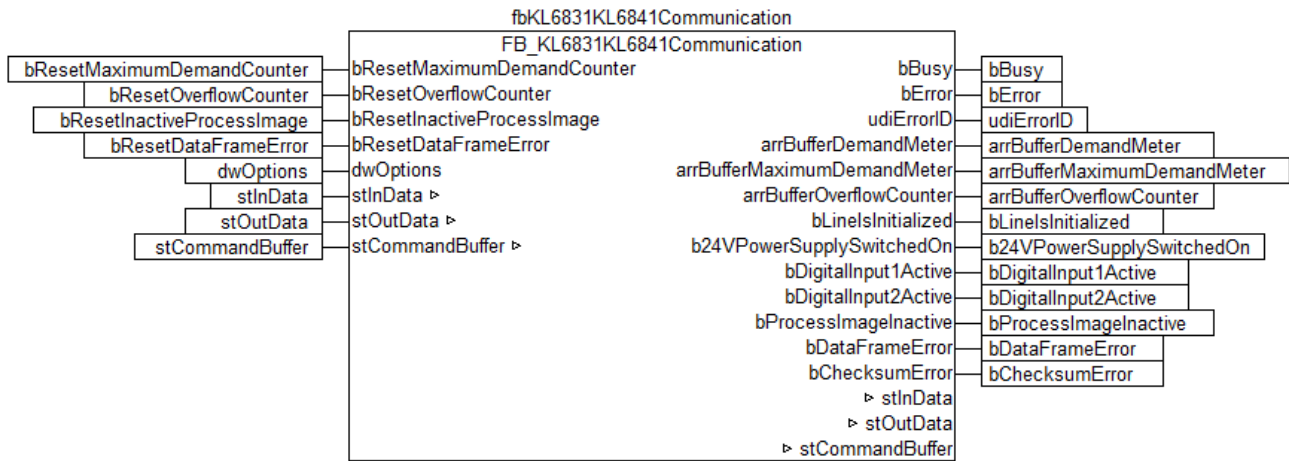 fbKL6831KL6841Communication
FB_KL6831KL6841Communication
bResetMaximumDemandCounter bResetMaximumDemandCounter bBusy bBusy
bResetOverflowCounter bResetOverflowCounter bError bError
bResetInactiveProcessImage bResetInactiveProcessImage udiErrorID udiErrorID
bResetDataFrameError bResetDataFrameError arrBufferDemandMeter arrBufferDemandMeter
dwOptions dwOptions arrBufferMaximumDemandMeter arrBufferMaximumDemandMeter
stInData stInData ▹ arrBufferOverflowCounter arrBufferOverflowCounter
stOutData stOutData ▹ bLineIsInitialized bLineIsInitialized
stCommandBuffer stCommandBuffer ▹ b24VPowerSupplySwitchedOn b24VPowerSupplySwitchedOn
bDigitalInput1Active bDigitalInput1Active
bDigitalInput2Active bDigitalInput2Active
bProcessImageInactive bProcessImageInactive
bDataFrameError bDataFrameError
bChecksumError bChecksumError
▹ stInData
▹ stOutData
▹ stCommandBuffer